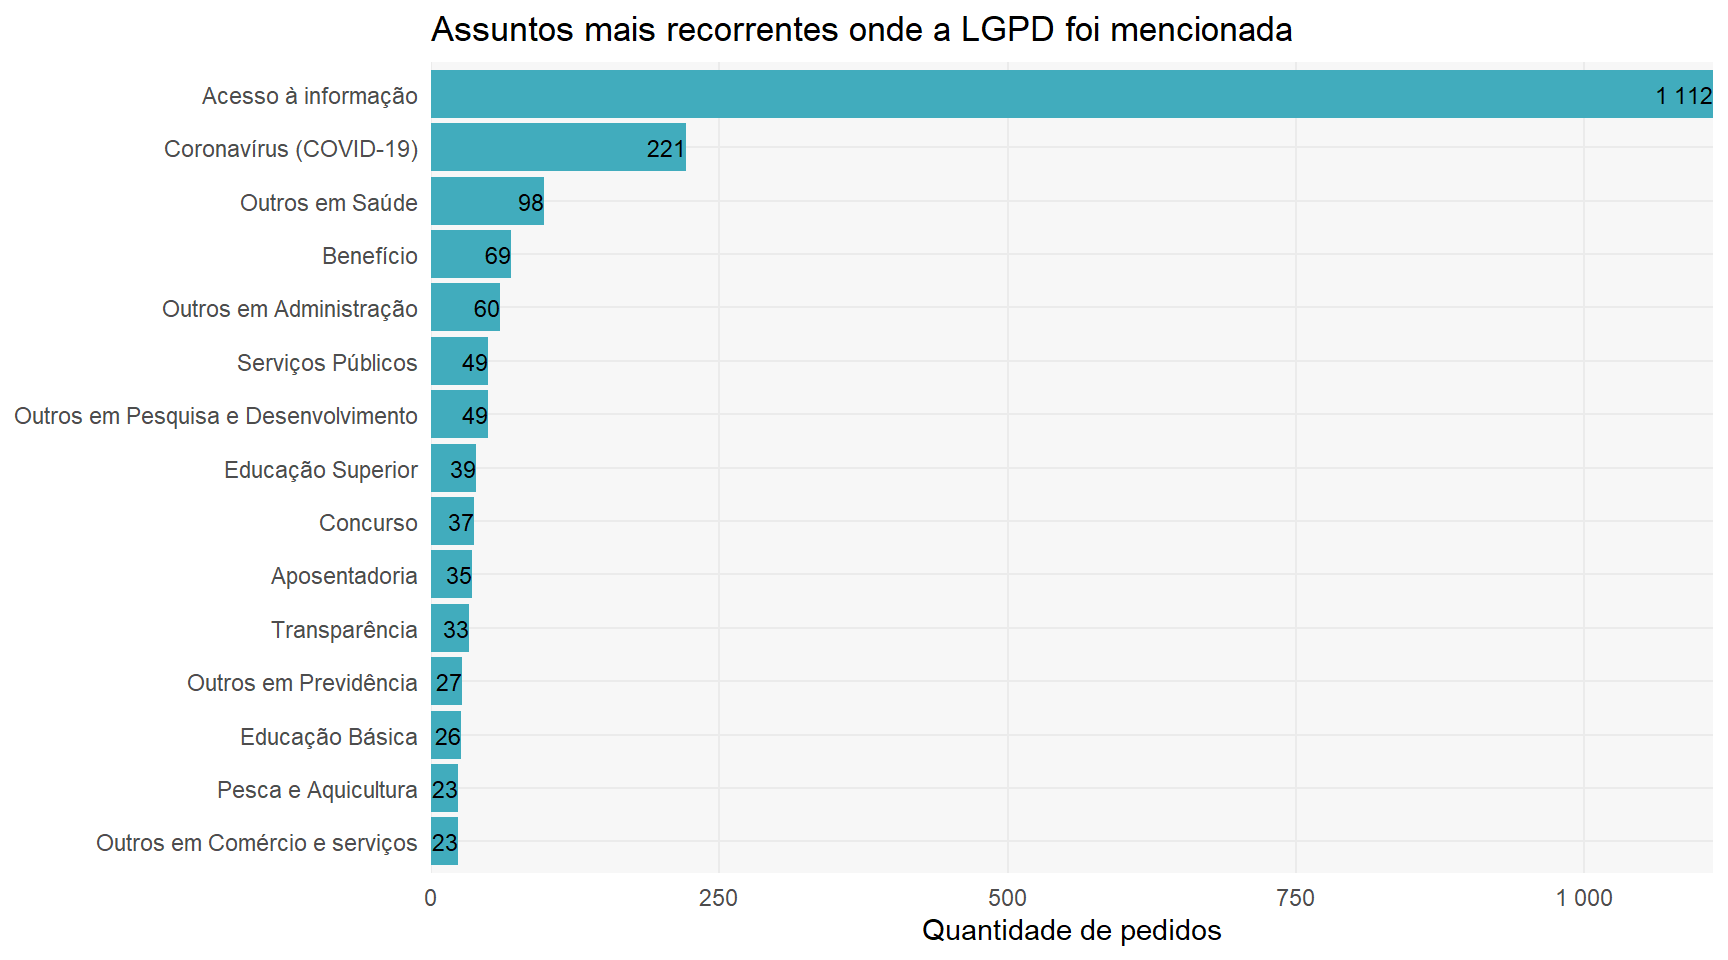 Assuntos mais recorrentes onde a LGPD foi mencionada
Acesso à informação 1 112
Coronavírus (COVID-19) 221
Outros em Saúde 98
Benefício 69
Outros em Administração 60
Serviços Públicos 49
Outros em Pesquisa e Desenvolvimento 49
Educação Superior 39
Concurso 37
Aposentadoria 35
Transparência 33
Outros em Previdência 27
Educação Básica 26
Pesca e Aquicultura 23
Outros em Comércio e serviços 23
0 250 500 750 1 000
Quantidade de pedidos